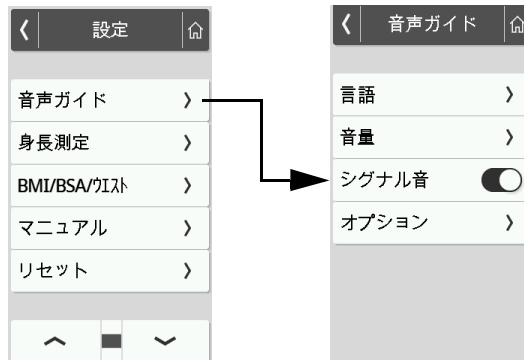 設定
音声ガイド
身長測定
BMI/BSA/ウエスト
マニュアル
リセット
音声ガイド
言語
音量
シグナル音
オプション